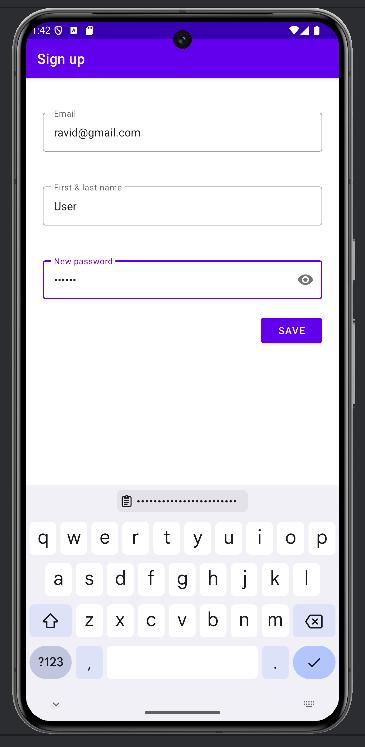 1:42
Sign up
Email
ravid@gmail.com
First & last name
User
New password
••••••
SAVE
••••••••••••••••••••••••
q w e r t y u i o p
a s d f g h j k l
z x c v b n m
?123 , .